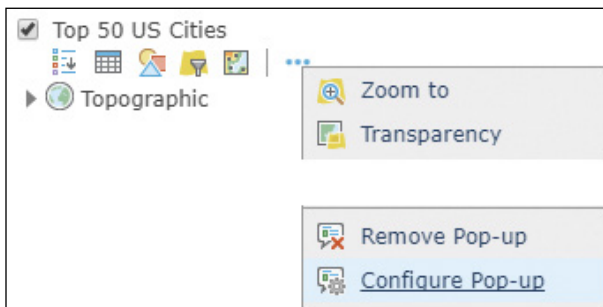 Top 50 US Cities
Topographic
Zoom to
Transparency
Remove Pop-up
Configure Pop-up